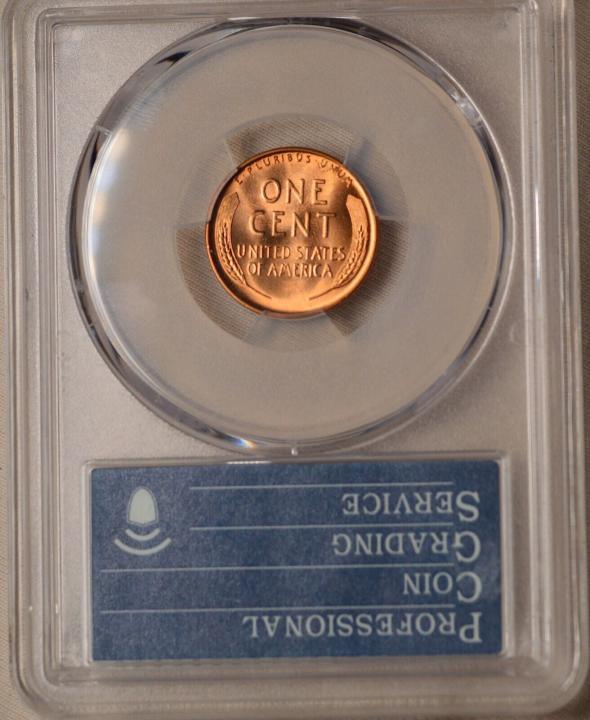 E·PLURIBUS·UNUM
ONE
CENT
UNITED STATES
OF AMERICA
PROFESSIONAL
COIN
GRADING
SERVICE